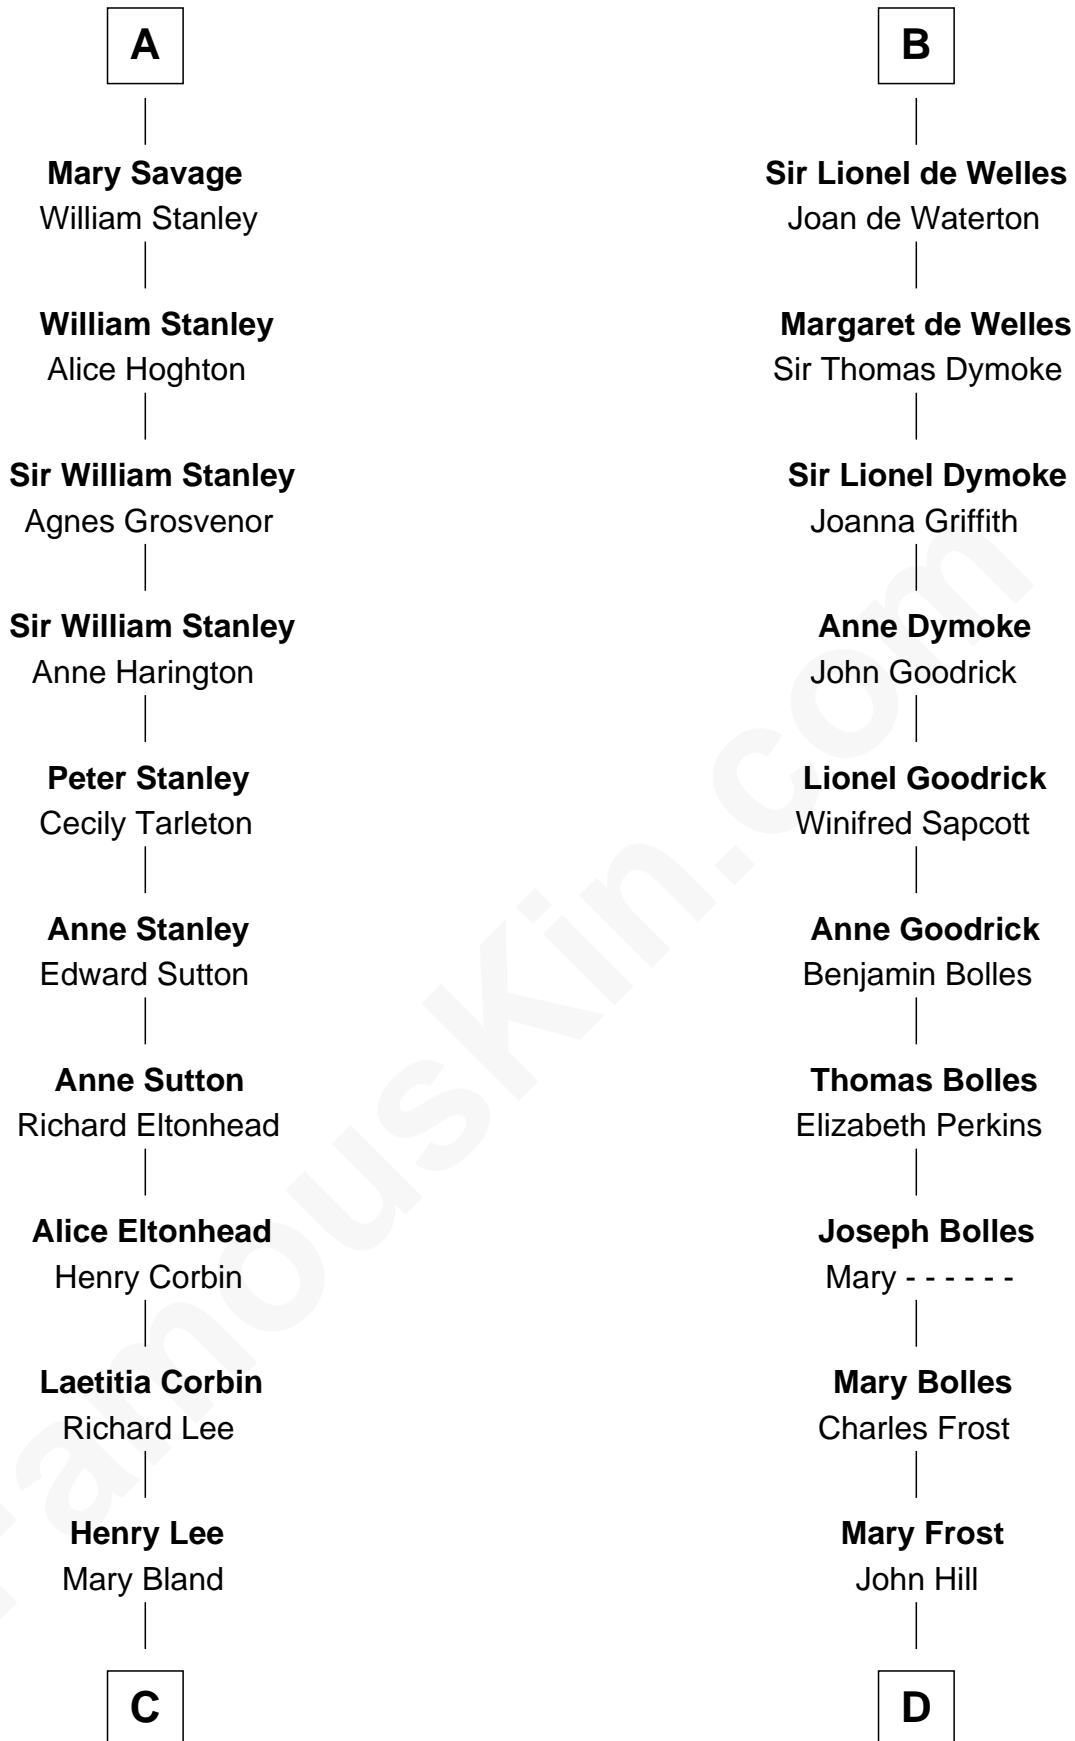 A
Mary Savage
William Stanley
William Stanley
Alice Hoghton
Sir William Stanley
Agnes Grosvenor
Sir William Stanley
Anne Harington
Peter Stanley
Cecily Tarleton
Anne Stanley
Edward Sutton
Anne Sutton
Richard Eltonhead
Alice Eltonhead
Henry Corbin
Laetitia Corbin
Richard Lee
Henry Lee
Mary Bland
C
B
Sir Lionel de Welles
Joan de Waterton
Margaret de Welles
Sir Thomas Dymoke
Sir Lionel Dymoke
Joanna Griffith
Anne Dymoke
John Goodrick
Lionel Goodrick
Winifred Sapcott
Anne Goodrick
Benjamin Bolles
Thomas Bolles
Elizabeth Perkins
Joseph Bolles
Mary - - - - - -
Mary Bolles
Charles Frost
Mary Frost
John Hill
D
FamousKin.com